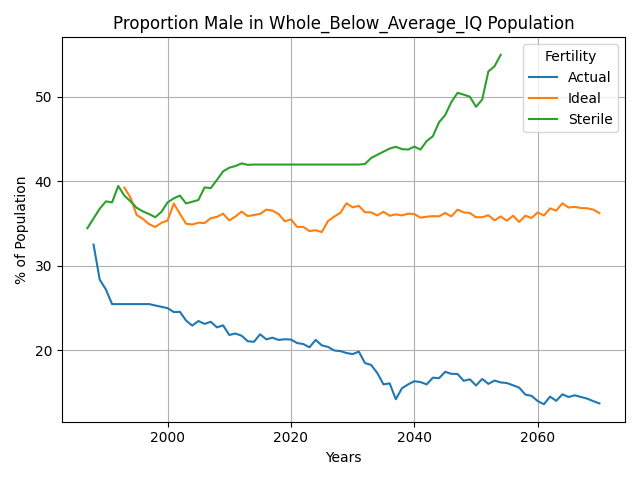 Proportion Male in Whole_Below_Average_IQ Population
% of Population
50
40
30
20
Fertility
Actual
Ideal
Sterile
2000
2020
2040
2060
Years